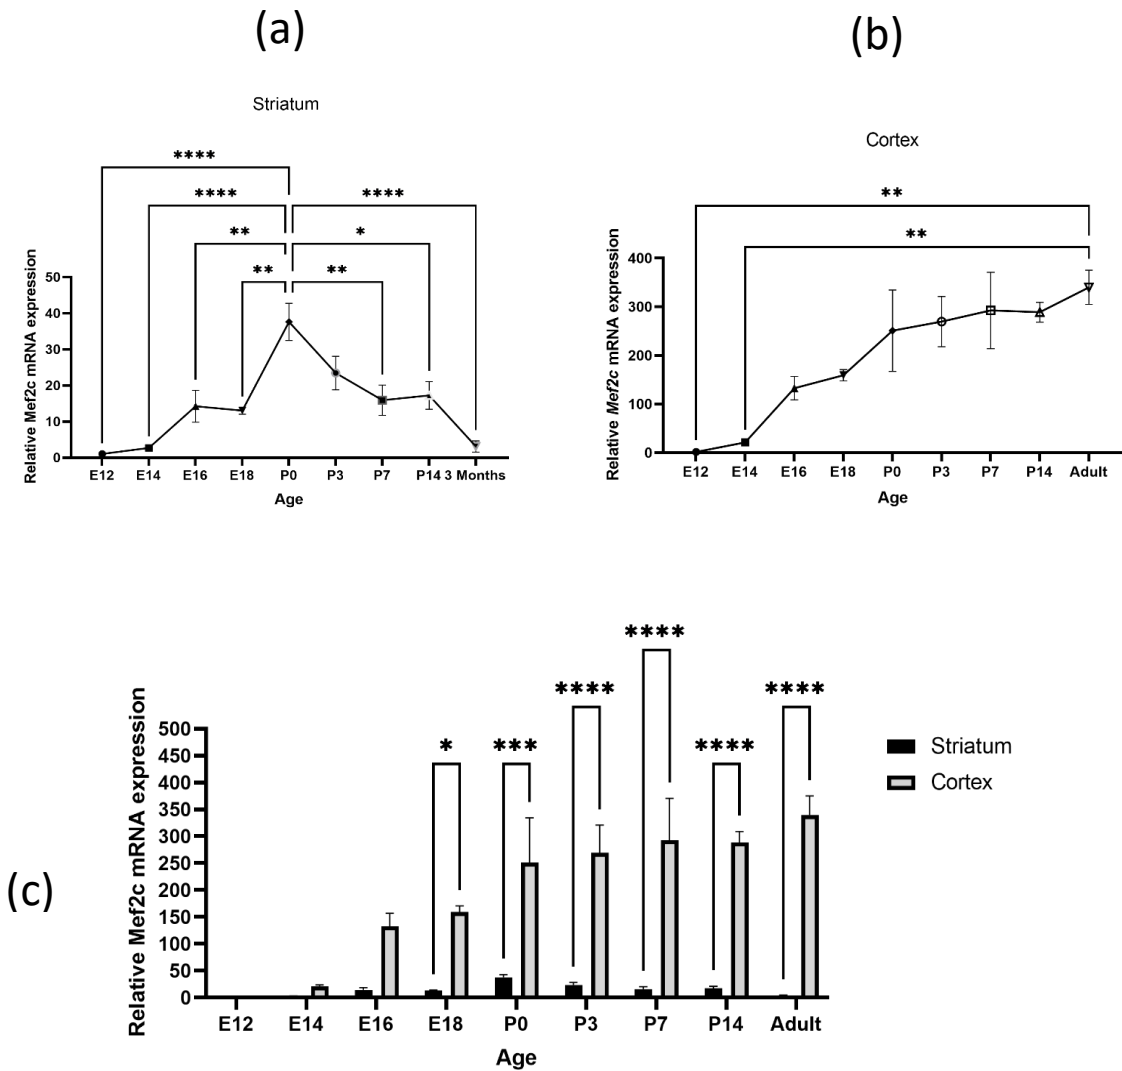 (a)
Striatum
****
**** ****
** *
** **
Relative Mef2c mRNA expression
50
40
30
20
10
0
E12 E14 E16 E18 P0 P3 P7 P14 3 Months
Age
(b)
Cortex
**
**
Relative Mef2c mRNA expression
400
300
200
100
0
E12 E14 E16 E18 P0 P3 P7 P14 Adult
Age
(c)
****
**** ****
* *** ****
Relative Mef2c mRNA expression
500
450
400
350
300
250
200
150
100
50
0
E12 E14 E16 E18 P0 P3 P7 P14 Adult
Age
Striatum
Cortex